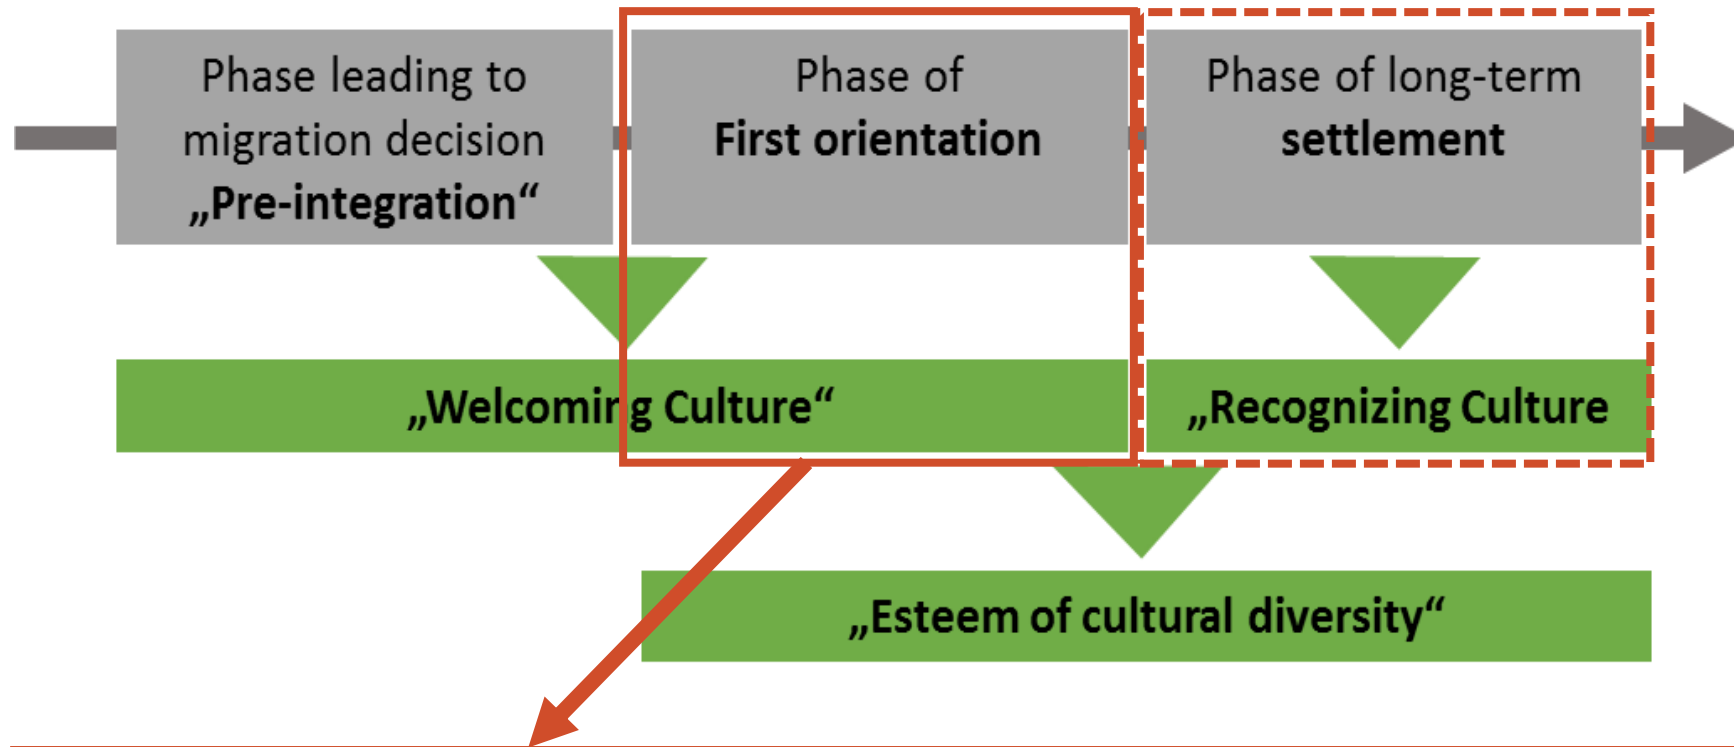 Phase leading to
migration decision
„Pre-integration“
Phase of
First orientation
Phase of long-term
settlement
„Welcoming Culture“
„Recognizing Culture
„Esteem of cultural diversity“